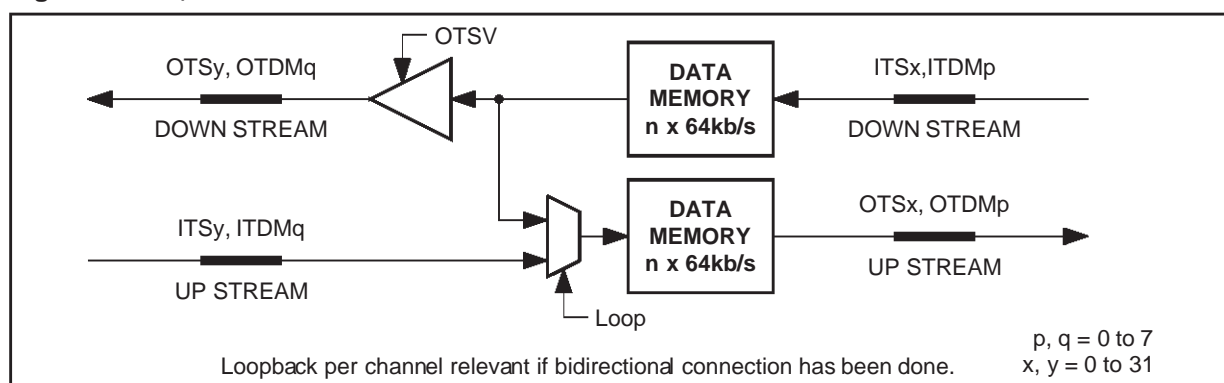 OTSV
OTSy, OTDMq
DOWN STREAM
DATA
MEMORY
n x 64kb/s
ITSx,ITDMp
DOWN STREAM
ITSy, ITDMq
UP STREAM
Loop
DATA
MEMORY
n x 64kb/s
OTSx, OTDMp
UP STREAM
Loopback per channel relevant if bidirectional connection has been done.
p, q = 0 to 7
x, y = 0 to 31